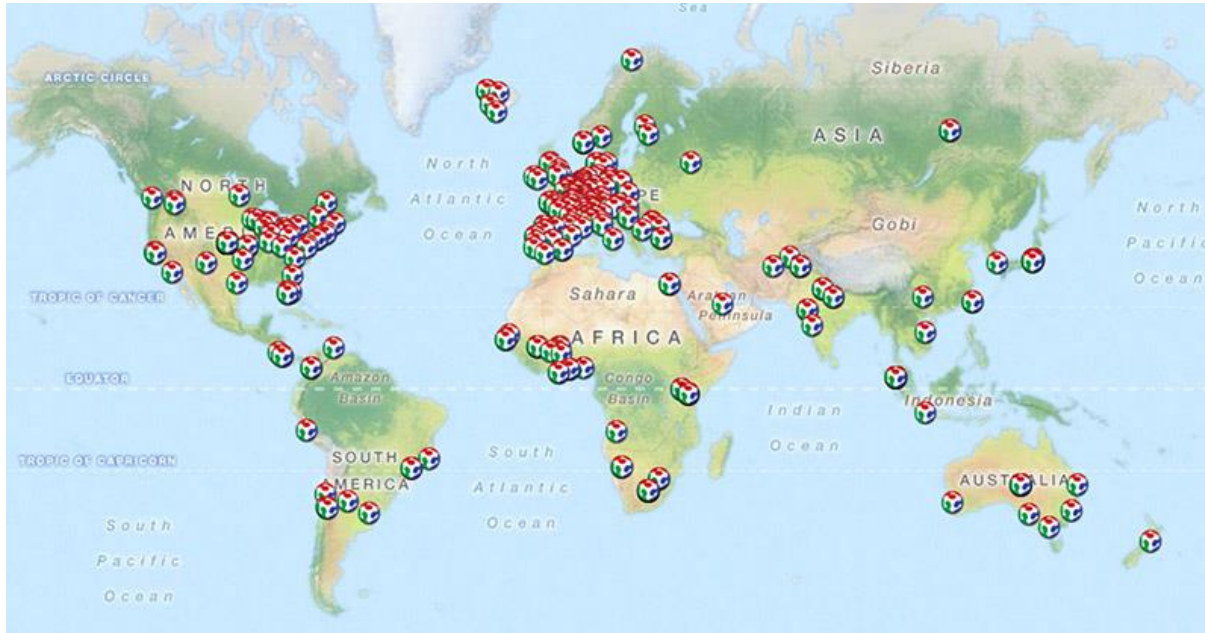 Sea
Siberia
ARCTIC CIRCLE
ASIA
North
Atlantic
Ocean
NORTH
AME
PE
Gobi
North
Pacific
Ocean
TROPIC OF CANCER
Sahara
Arabian
Peninsula
AFRICA
EQUATOR
Amazon
Basin
Congo
Basin
Indian
Ocean
Indonesia
TROPIC OF CAPRICORN
SOUTH
AMERICA
South
Atlantic
Ocean
AUSTRALIA
South
Pacific
Ocean